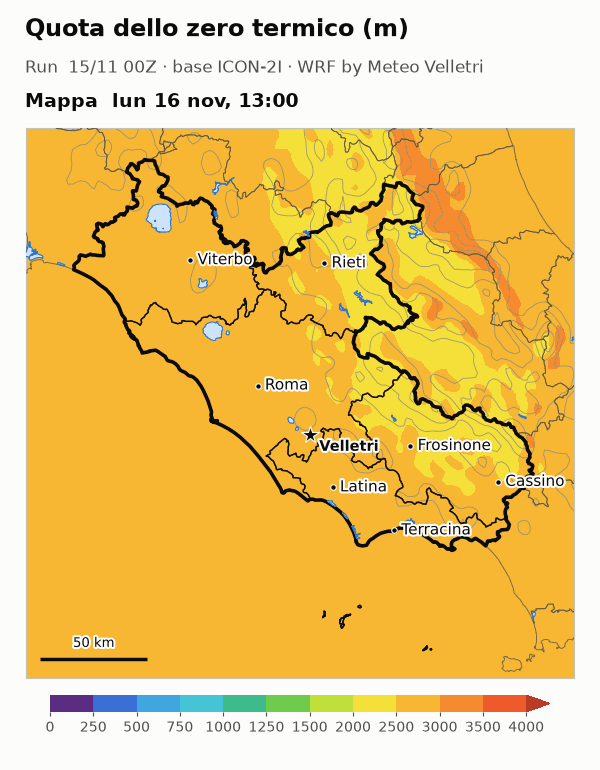 Quota dello zero termico (m)
Run  15/11 00Z · base ICON-2I · WRF by Meteo Velletri
Mappa  lun 16 nov, 13:00
Viterbo
Rieti
Roma
Velletri
Frosinone
Latina
Cassino
Terracina
50 km
0 250 500 750 1000 1250 1500 2000 2500 3000 3500 4000